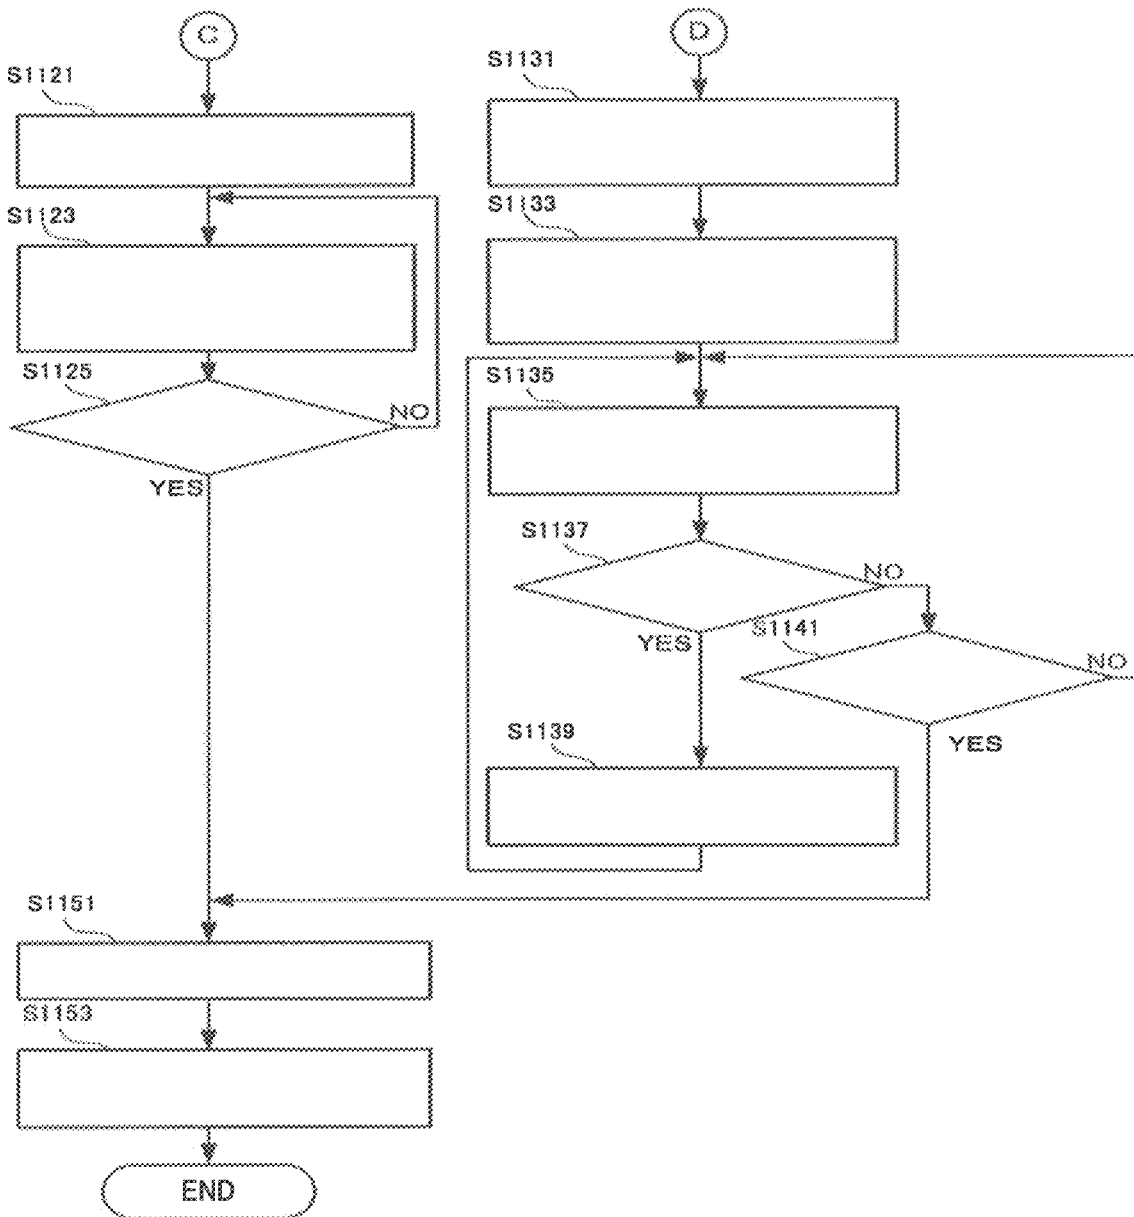 C
S1121
S1123
S1125
NO
YES
D
S1131
S1133
S1135
S1137
NO
YES
S1141
NO
YES
S1139
S1151
S1153
END